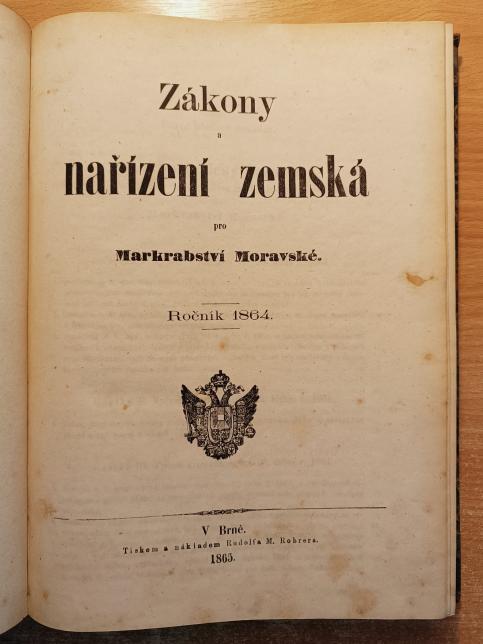 Zákony
a
nařízení zemská
pro
Markrabství Moravské.
Ročník 1864.
V Brně.
Tiskem a nákladem Rudolfa M. Rohrera.
1865.